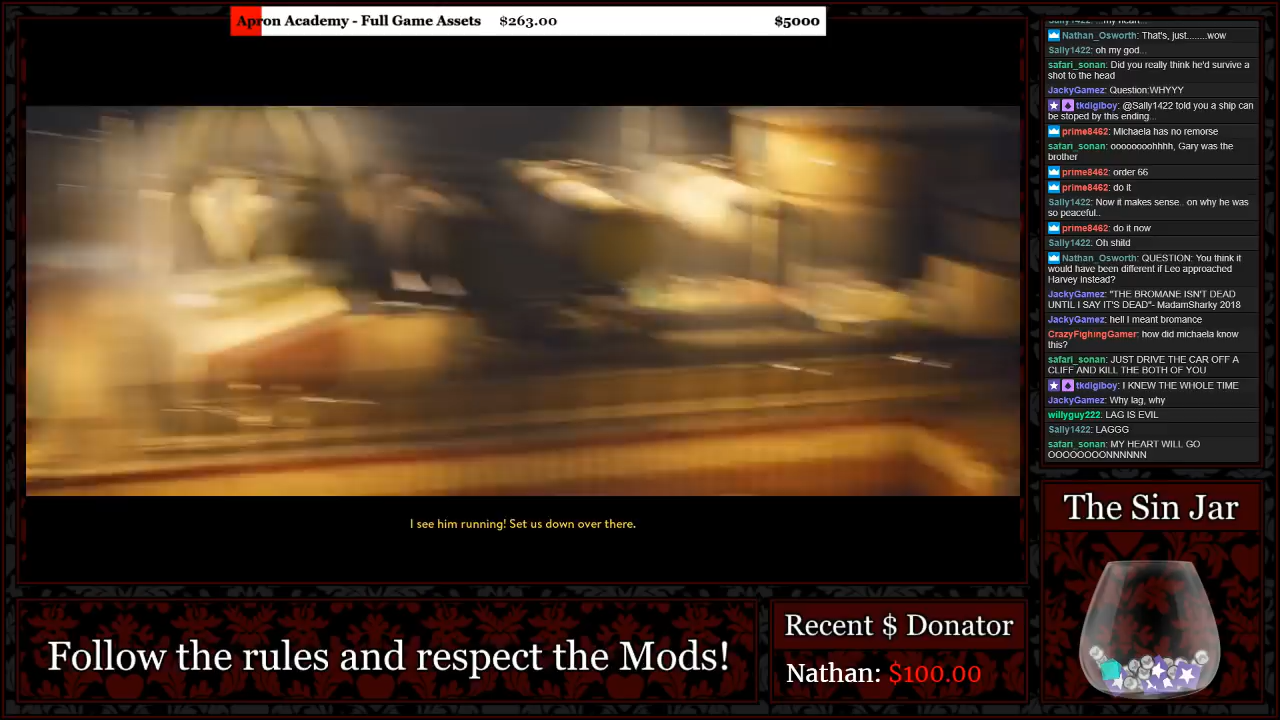 Apron Academy - Full Game Assets $263.00 $5000
Nathan_Osworth: That's, just........wow
Sally1422: oh my god...
safari_sonan: Did you really think he'd survive a
shot to the head
JackyGamez: Question:WHYYY
tkdigiboy: @Sally1422 told you a ship can
be stoped by this ending...
prime8462: Michaela has no remorse
safari_sonan: ooooooohhhh, Gary was the
brother
prime8462: order 66
prime8462: do it
Sally1422: Now it makes sense.. on why he was
so peaceful..
prime8462: do it now
Sally1422: Oh shild
Nathan_Osworth: QUESTION: You think it
would have been different if Leo approached
Harvey instead?
JackyGamez: "THE BROMANE ISN'T DEAD
UNTIL I SAY IT'S DEAD"- MadamSharky 2018
JackyGamez: hell I meant bromance
CrazyFighingGamer: how did michaela know
this?
safari_sonan: JUST DRIVE THE CAR OFF A
CLIFF AND KILL THE BOTH OF YOU
tkdigiboy: I KNEW THE WHOLE TIME
JackyGamez: Why lag, why
willyguy222: LAG IS EVIL
Sally1422: LAGGG
safari_sonan: MY HEART WILL GO
OOOOOOOONNNNNN
I see him running! Set us down over there.
The Sin Jar
Follow the rules and respect the Mods!
Recent $ Donator
Nathan: $100.00